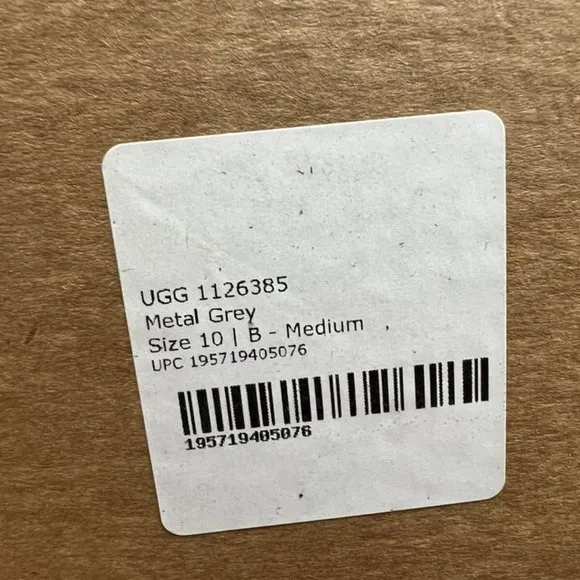 UGG 1126385
Metal Grey
Size 10 | B - Medium
UPC 195719405076
195719405076